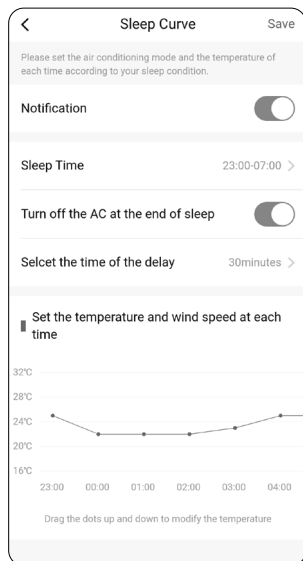 Sleep Curve
Save
Please set the air conditioning mode and the temperature of
each time according to your sleep condition.
Notification
Sleep Time
23:00-07:00
Turn off the AC at the end of sleep
Selcet the time of the delay
30minutes
Set the temperature and wind speed at each
time
32°C
28°C
24°C
20°C
16°C
23:00 00:00 01:00 02:00 03:00 04:00
Drag the dots up and down to modify the temperature